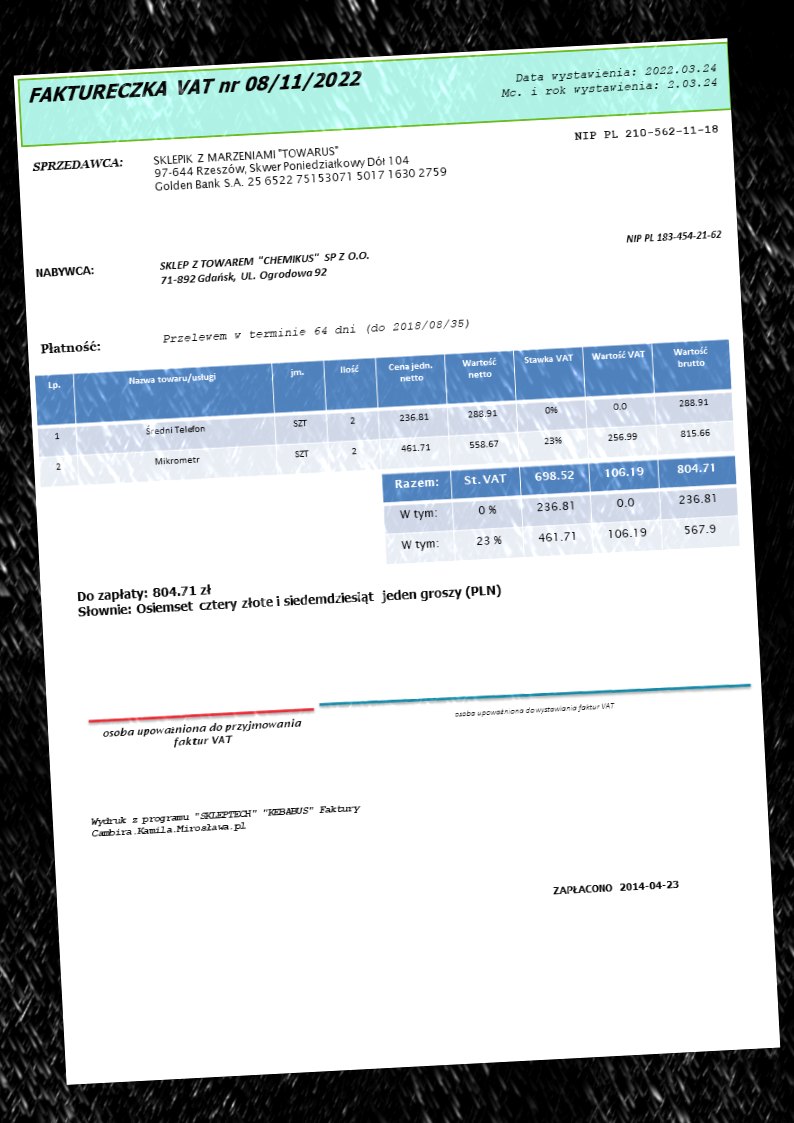 FAKTURECZKA VAT nr 08/11/2022
Data wystawienia: 2022.03.24
Mc. i rok wystawienia: 2.03.24
SPRZEDAWCA:
SKLEPIK Z MARZENIAMI "TOWARUS"
97-644 Rzeszów, Skwer Poniedziałkowy Dół 104
Golden Bank S.A. 25 6522 75153071 5017 1630 2759
NIP PL 210-562-11-18
NABYWCA:
SKLEP Z TOWAREM "CHEMIKUS" SP Z O.O.
71-892 Gdańsk, UL. Ogrodowa 92
NIP PL 183-454-21-62
Płatność:
Przelewem w terminie 64 dni (do 2018/08/35)
Lp. Nazwa towaru/usługi jm. Ilość Cena jedn. netto Wartość netto Stawka VAT Wartość VAT Wartość brutto
1 Średni Telefon SZT 2 236.81 288.91 0% 0.0 288.91
2 Mikrometr SZT 2 461.71 558.67 23% 256.99 815.66
Razem: St. VAT 698.52 106.19 804.71
W tym: 0 % 236.81 0.0 236.81
W tym: 23 % 461.71 106.19 567.9
Do zapłaty: 804.71 zł
Słownie: Osiemset cztery złote i siedemdziesiąt jeden groszy (PLN)
osoba upoważniona do przyjmowania
faktur VAT
osoba upoważniona do wystawiania faktur VAT
Wydruk z programu "SKLEPTECH" "KEBABUS" Faktury
Cambira.Kamila.Mirosława.pl
ZAPŁACONO 2014-04-23